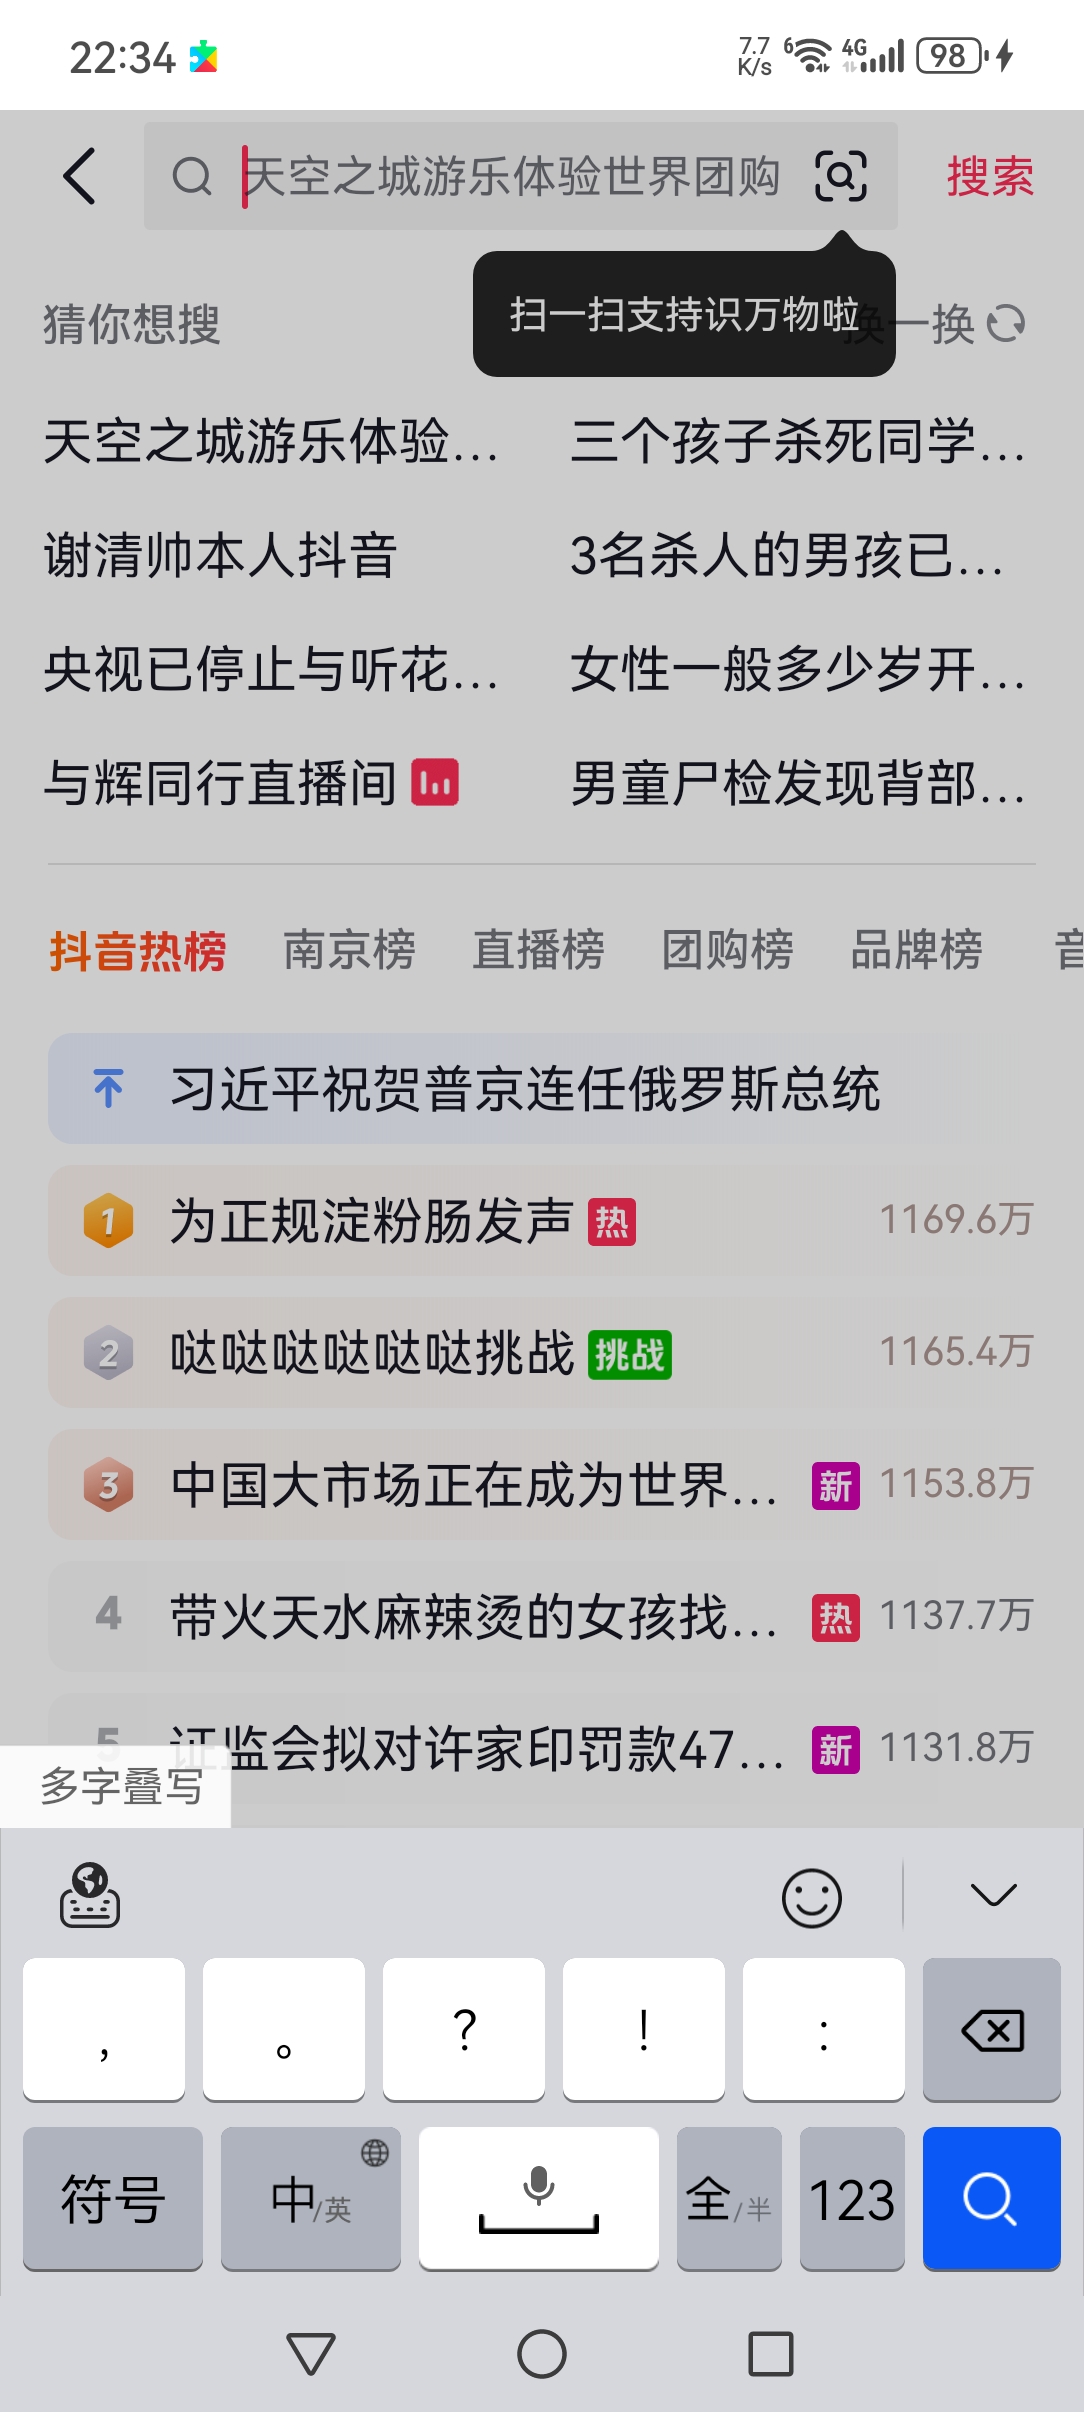 22:34
7.7 K/s 6 4G 98
天空之城游乐体验世界团购 搜索
扫一扫支持识万物啦
猜你想搜 换一换
天空之城游乐体验... 三个孩子杀死同学...
谢清帅本人抖音 3名杀人的男孩已...
央视已停止与听花... 女性一般多少岁开...
与辉同行直播间 男童尸检发现背部...
抖音热榜 南京榜 直播榜 团购榜 品牌榜 音
习近平祝贺普京连任俄罗斯总统
1 为正规淀粉肠发声 热 1169.6万
2 哒哒哒哒哒哒挑战 挑战 1165.4万
3 中国大市场正在成为世界... 新 1153.8万
4 带火天水麻辣烫的女孩找... 热 1137.7万
5 证监会拟对许家印罚款47... 新 1131.8万
多字叠写
, 。 ? ! :
符号 中/英 全/半 123